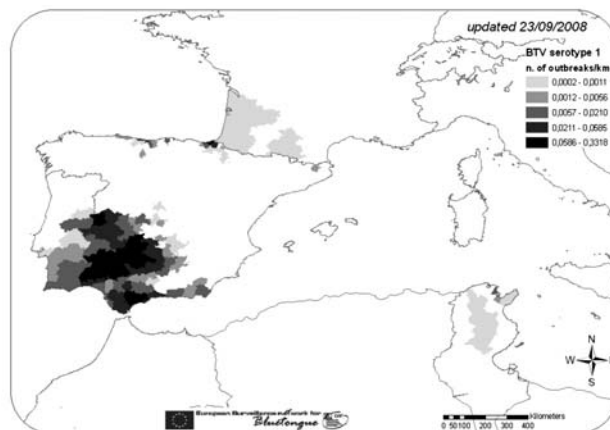 updated 23/09/2008
BTV serotype 1
n. of outbreaks/km
0,0002 - 0,0011
0,0012 - 0,0056
0,0057 - 0,0210
0,0211 - 0,0585
0,0586 - 0,3318
N
W
S
European Surveillance network for
Bluetongue
Kilometers
0 50 100 200 300 400